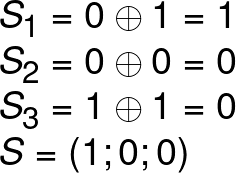 S₁ = 0 ⊕ 1 = 1
S₂ = 0 ⊕ 0 = 0
S₃ = 1 ⊕ 1 = 0
S = (1; 0; 0)